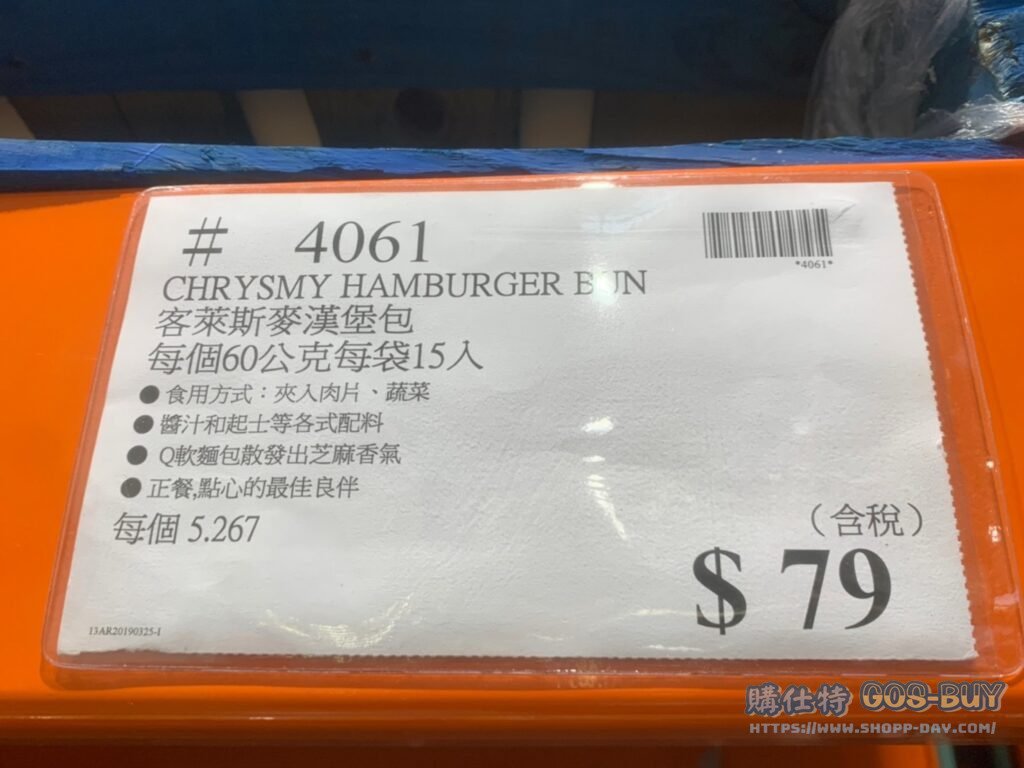 # 4061
*4061*
CHRYSMY HAMBURGER BUN
客萊斯麥漢堡包
每個60公克每袋15入
●食用方式：夾入肉片、蔬菜
●醬汁和起士等各式配料
●Q軟麵包散發出芝麻香氣
●正餐,點心的最佳良伴
每個 5.267
（含稅）
$ 79
13AR20190325-1
購仕特 GOS-BUY
HTTPS://WWW.SHOPP-DAY.COM/